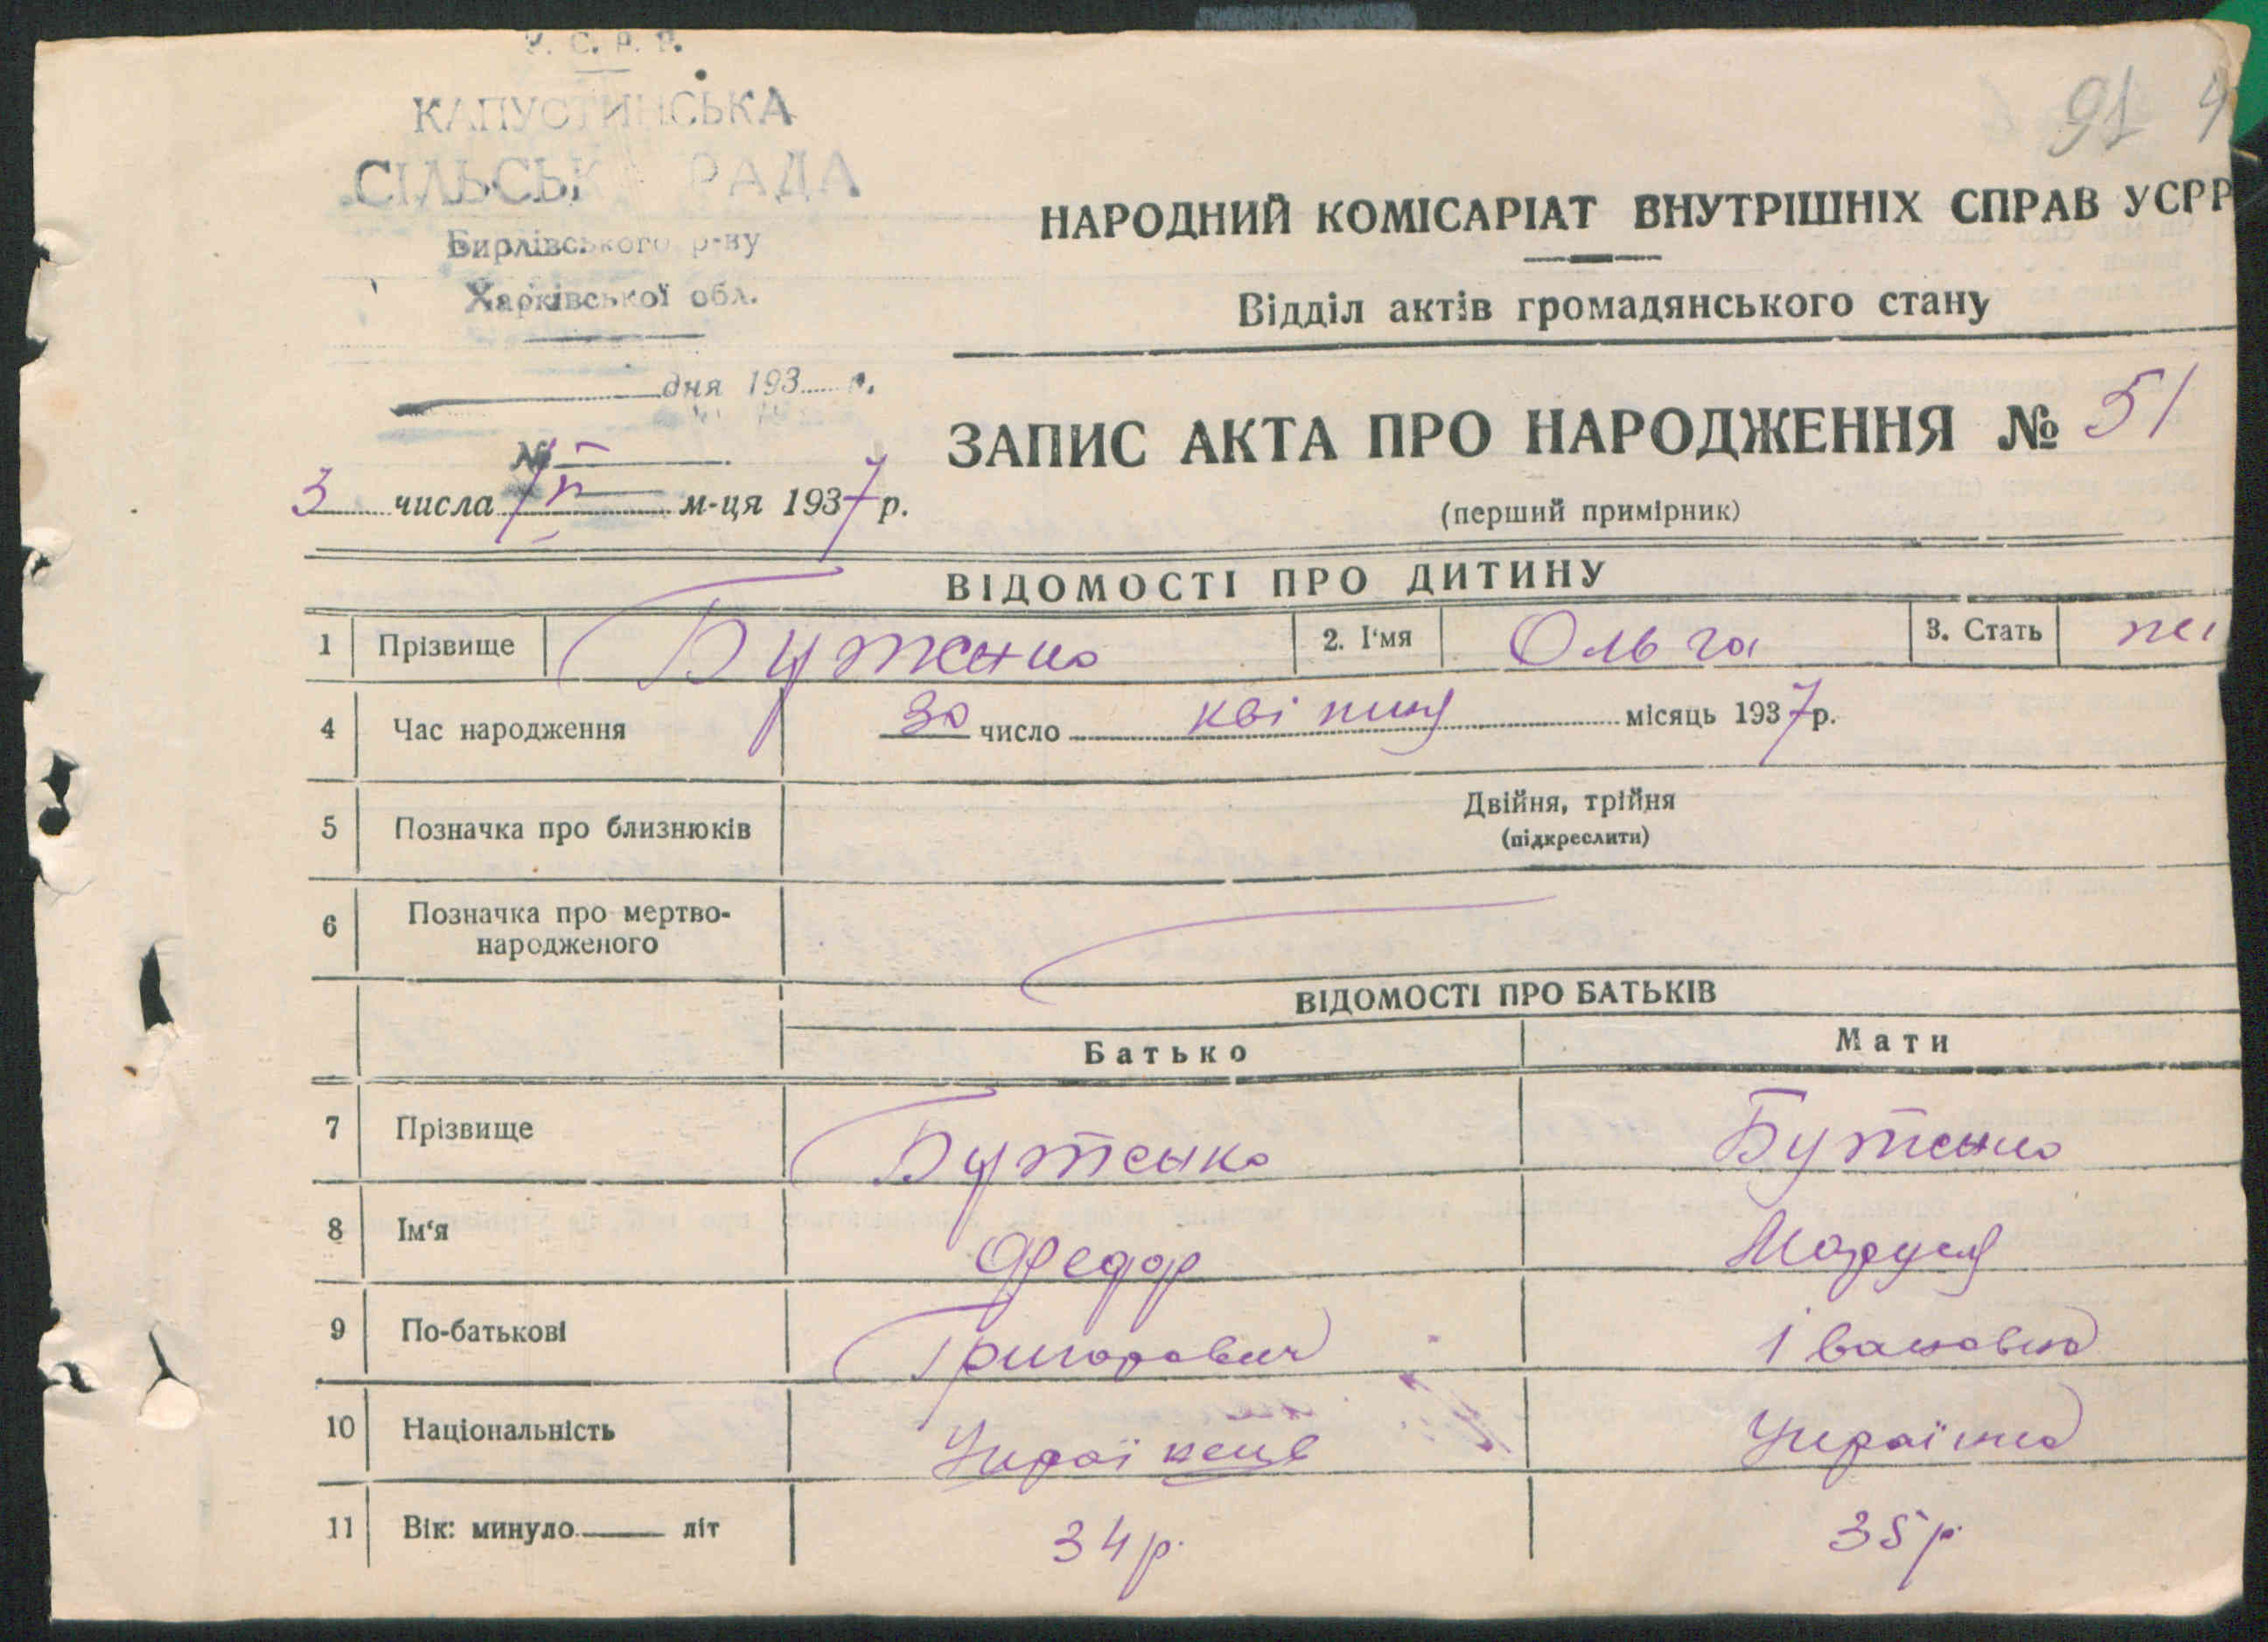 У. С. Р. Р.
КАПУСТИНСЬКА
СІЛЬСЬКА РАДА
Бирлівського р-ну
Харківської обл.
дня 193 р.
№
91
НАРОДНИЙ КОМІСАРІАТ ВНУТРІШНІХ СПРАВ УСРР
Відділ актів громадянського стану
ЗАПИС АКТА ПРО НАРОДЖЕННЯ № 51
(перший примірник)
3 числа м-ця 1937 р.
ВІДОМОСТІ ПРО ДИТИНУ
1 Прізвище Бутенко 2. І'мя Ольга 3. Стать
4 Час народження 30 число квітня місяць 1937 р.
5 Позначка про близнюків Двійня, трійня
(підкреслити)
6 Позначка про мертво-
народженого
ВІДОМОСТІ ПРО БАТЬКІВ
Батько Мати
7 Прізвище Бутенко Бутенко
8 Ім'я Федор Маруся
9 По-батькові Григорович Івановна
10 Національність Українець Українка
11 Вік: минуло літ 34 р. 35 р.